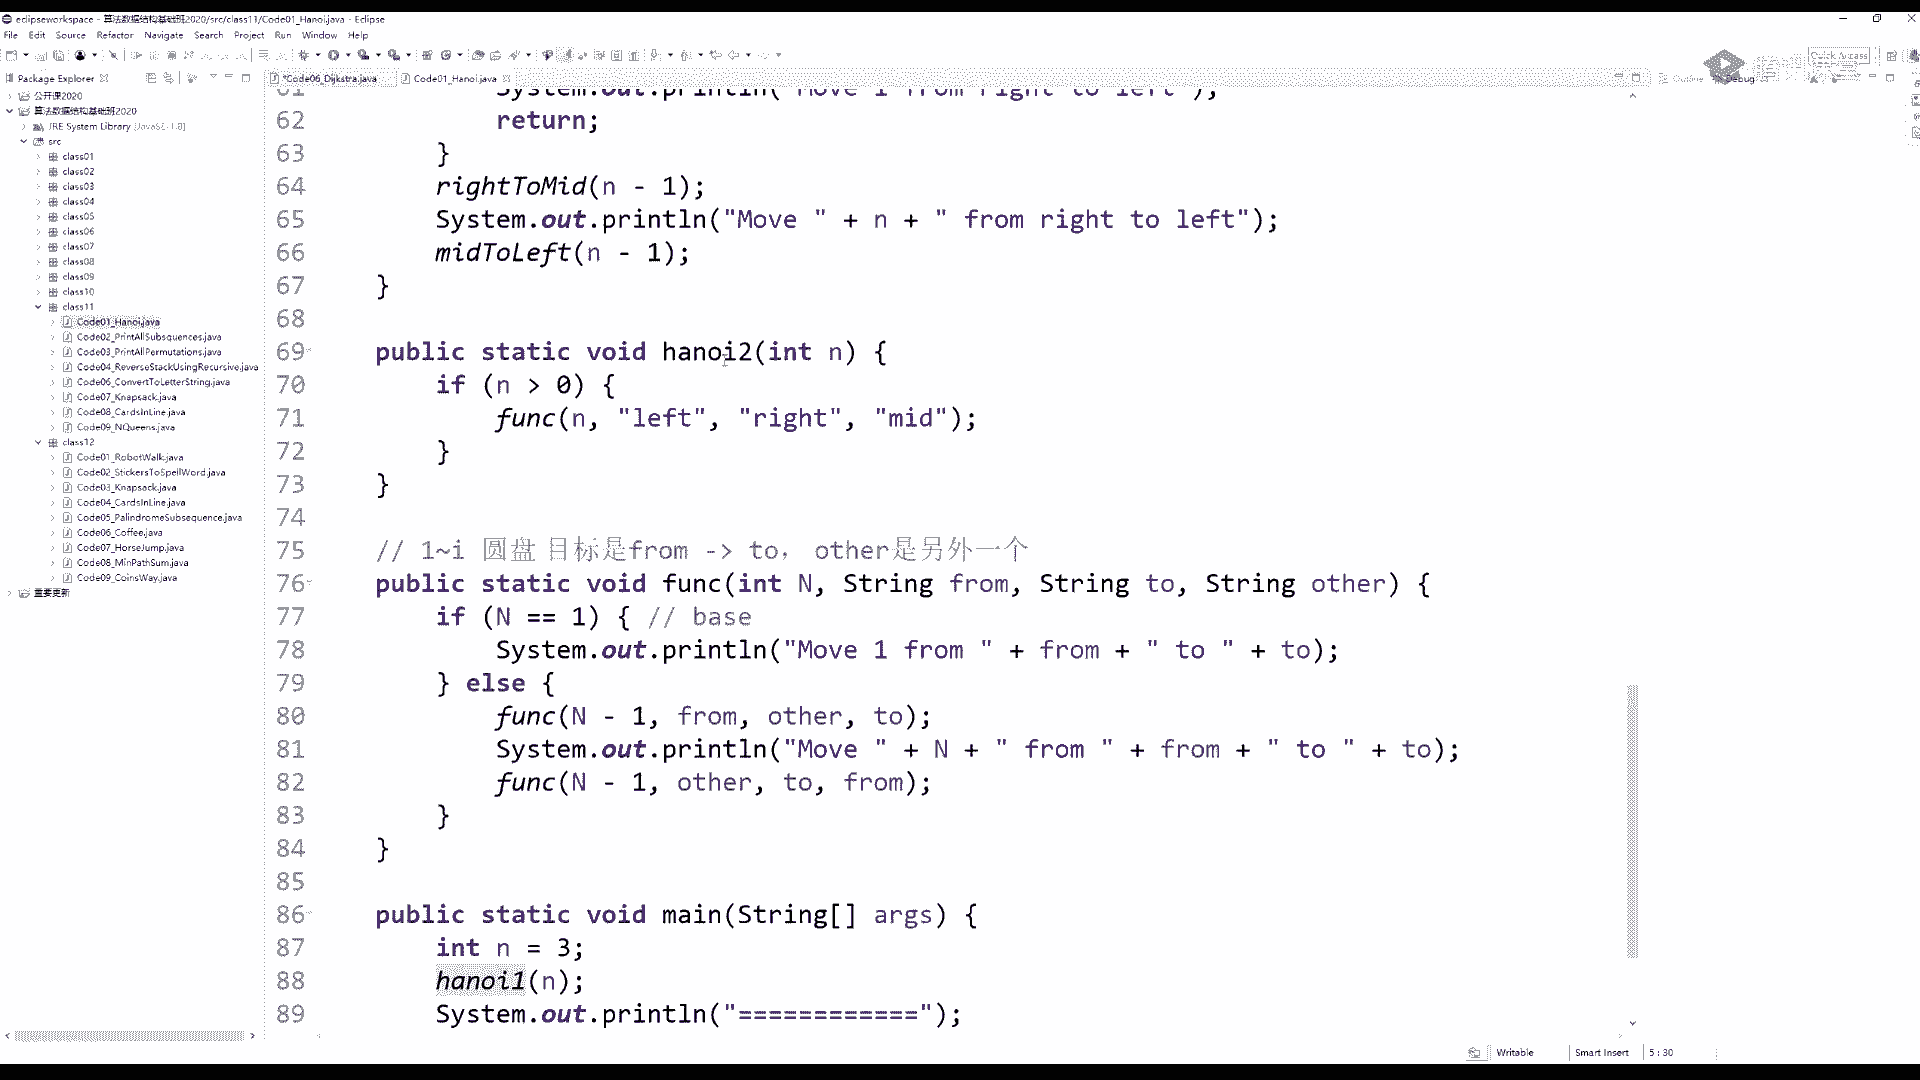 eclipseworkspace - 算法数据结构基础班2020/src/class11/Code01_Hanoi.java - Eclipse
File Edit Source Refactor Navigate Search Project Run Window Help
Quick Access
Package Explorer
*Code06_Dijkstra.java
Code01_Hanoi.java
Outline
Debug
公开课2020
算法数据结构基础班2020
JRE System Library [JavaSE-1.8]
src
class01
class02
class03
class04
class05
class06
class07
class08
class09
class10
class11
Code01_Hanoi.java
Code02_PrintAllSubsquences.java
Code03_PrintAllPermutations.java
Code04_ReverseStackUsingRecursive.java
Code06_ConvertToLetterString.java
Code07_Knapsack.java
Code08_CardsInLine.java
Code09_NQueens.java
class12
Code01_RobotWalk.java
Code02_StickersToSpellWord.java
Code03_Knapsack.java
Code04_CardsInLine.java
Code05_PalindromeSubsequence.java
Code06_Coffee.java
Code07_HorseJump.java
Code08_MinPathSum.java
Code09_CoinsWay.java
重要更新
61 System.out.println("Move 1 from right to left");
62 return;
63 }
64 rightToMid(n - 1);
65 System.out.println("Move " + n + " from right to left");
66 midToLeft(n - 1);
67 }
68
69 public static void hanoi2(int n) {
70 if (n > 0) {
71 func(n, "left", "right", "mid");
72 }
73 }
74
75 // 1~i 圆盘 目标是from -> to， other是另外一个
76 public static void func(int N, String from, String to, String other) {
77 if (N == 1) { // base
78 System.out.println("Move 1 from " + from + " to " + to);
79 } else {
80 func(N - 1, from, other, to);
81 System.out.println("Move " + N + " from " + from + " to " + to);
82 func(N - 1, other, to, from);
83 }
84 }
85
86 public static void main(String[] args) {
87 int n = 3;
88 hanoi1(n);
89 System.out.println("============");
Writable
Smart Insert
5 : 30